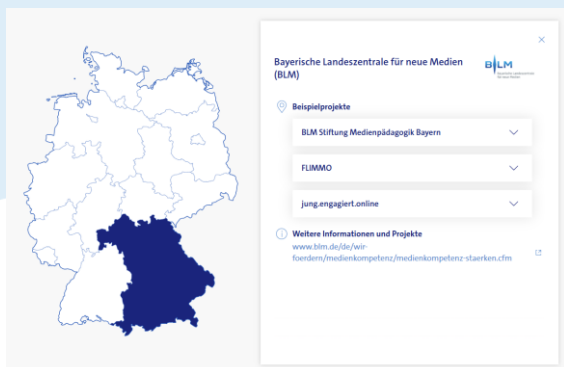 Bayerische Landeszentrale für neue Medien
(BLM)
BLM
Beispielprojekte
BLM Stiftung Medienpädagogik Bayern
FLIMMO
jung.engagiert.online
Weitere Informationen und Projekte
www.blm.de/de/wir-
foerdern/medienkompetenz/medienkompetenz-staerken.cfm